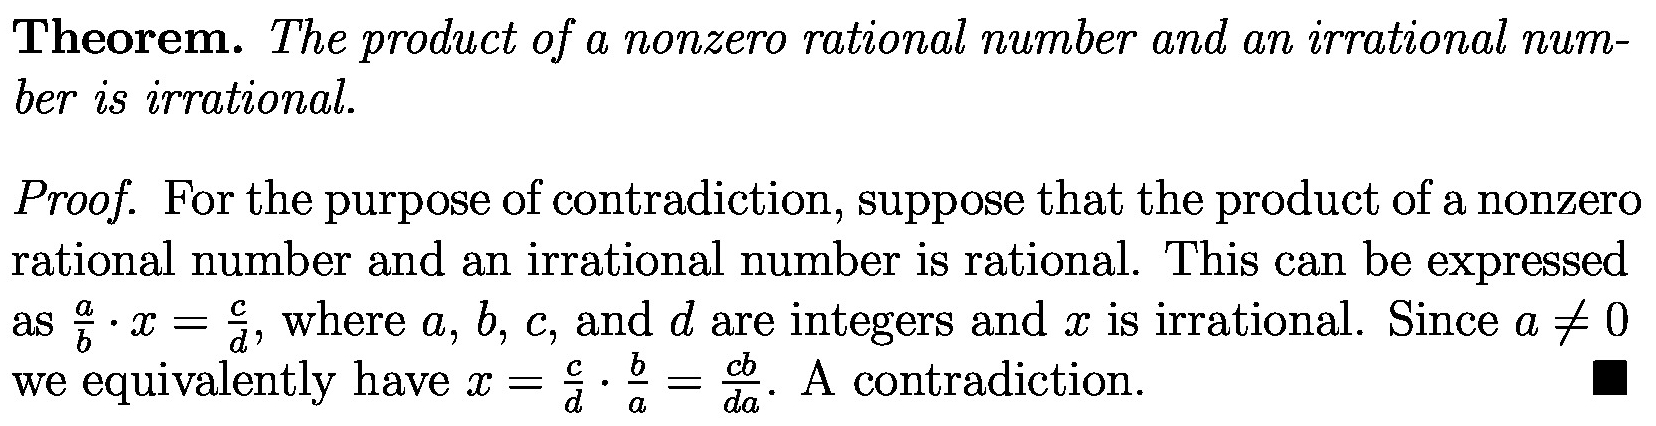 Theorem. The product of a nonzero rational number and an irrational num-
ber is irrational.
Proof. For the purpose of contradiction, suppose that the product of a nonzero
rational number and an irrational number is rational. This can be expressed
as $\frac{a}{b} \cdot x = \frac{c}{d}$, where $a$, $b$, $c$, and $d$ are integers and $x$ is irrational. Since $a \neq 0$
we equivalently have $x = \frac{c}{d} \cdot \frac{b}{a} = \frac{cb}{da}$. A contradiction. ■